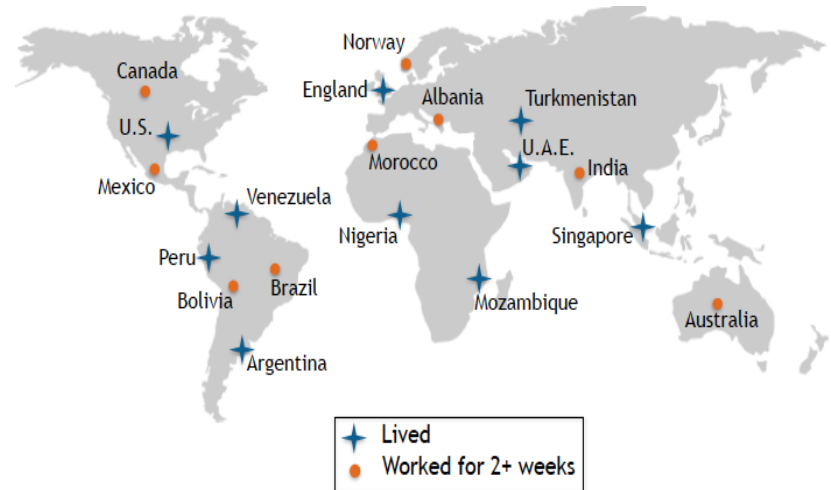 Norway
Canada
England
Albania
Turkmenistan
U.S.
U.A.E.
Morocco
India
Mexico
Venezuela
Nigeria
Singapore
Peru
Bolivia
Brazil
Mozambique
Australia
Argentina
Lived
Worked for 2+ weeks